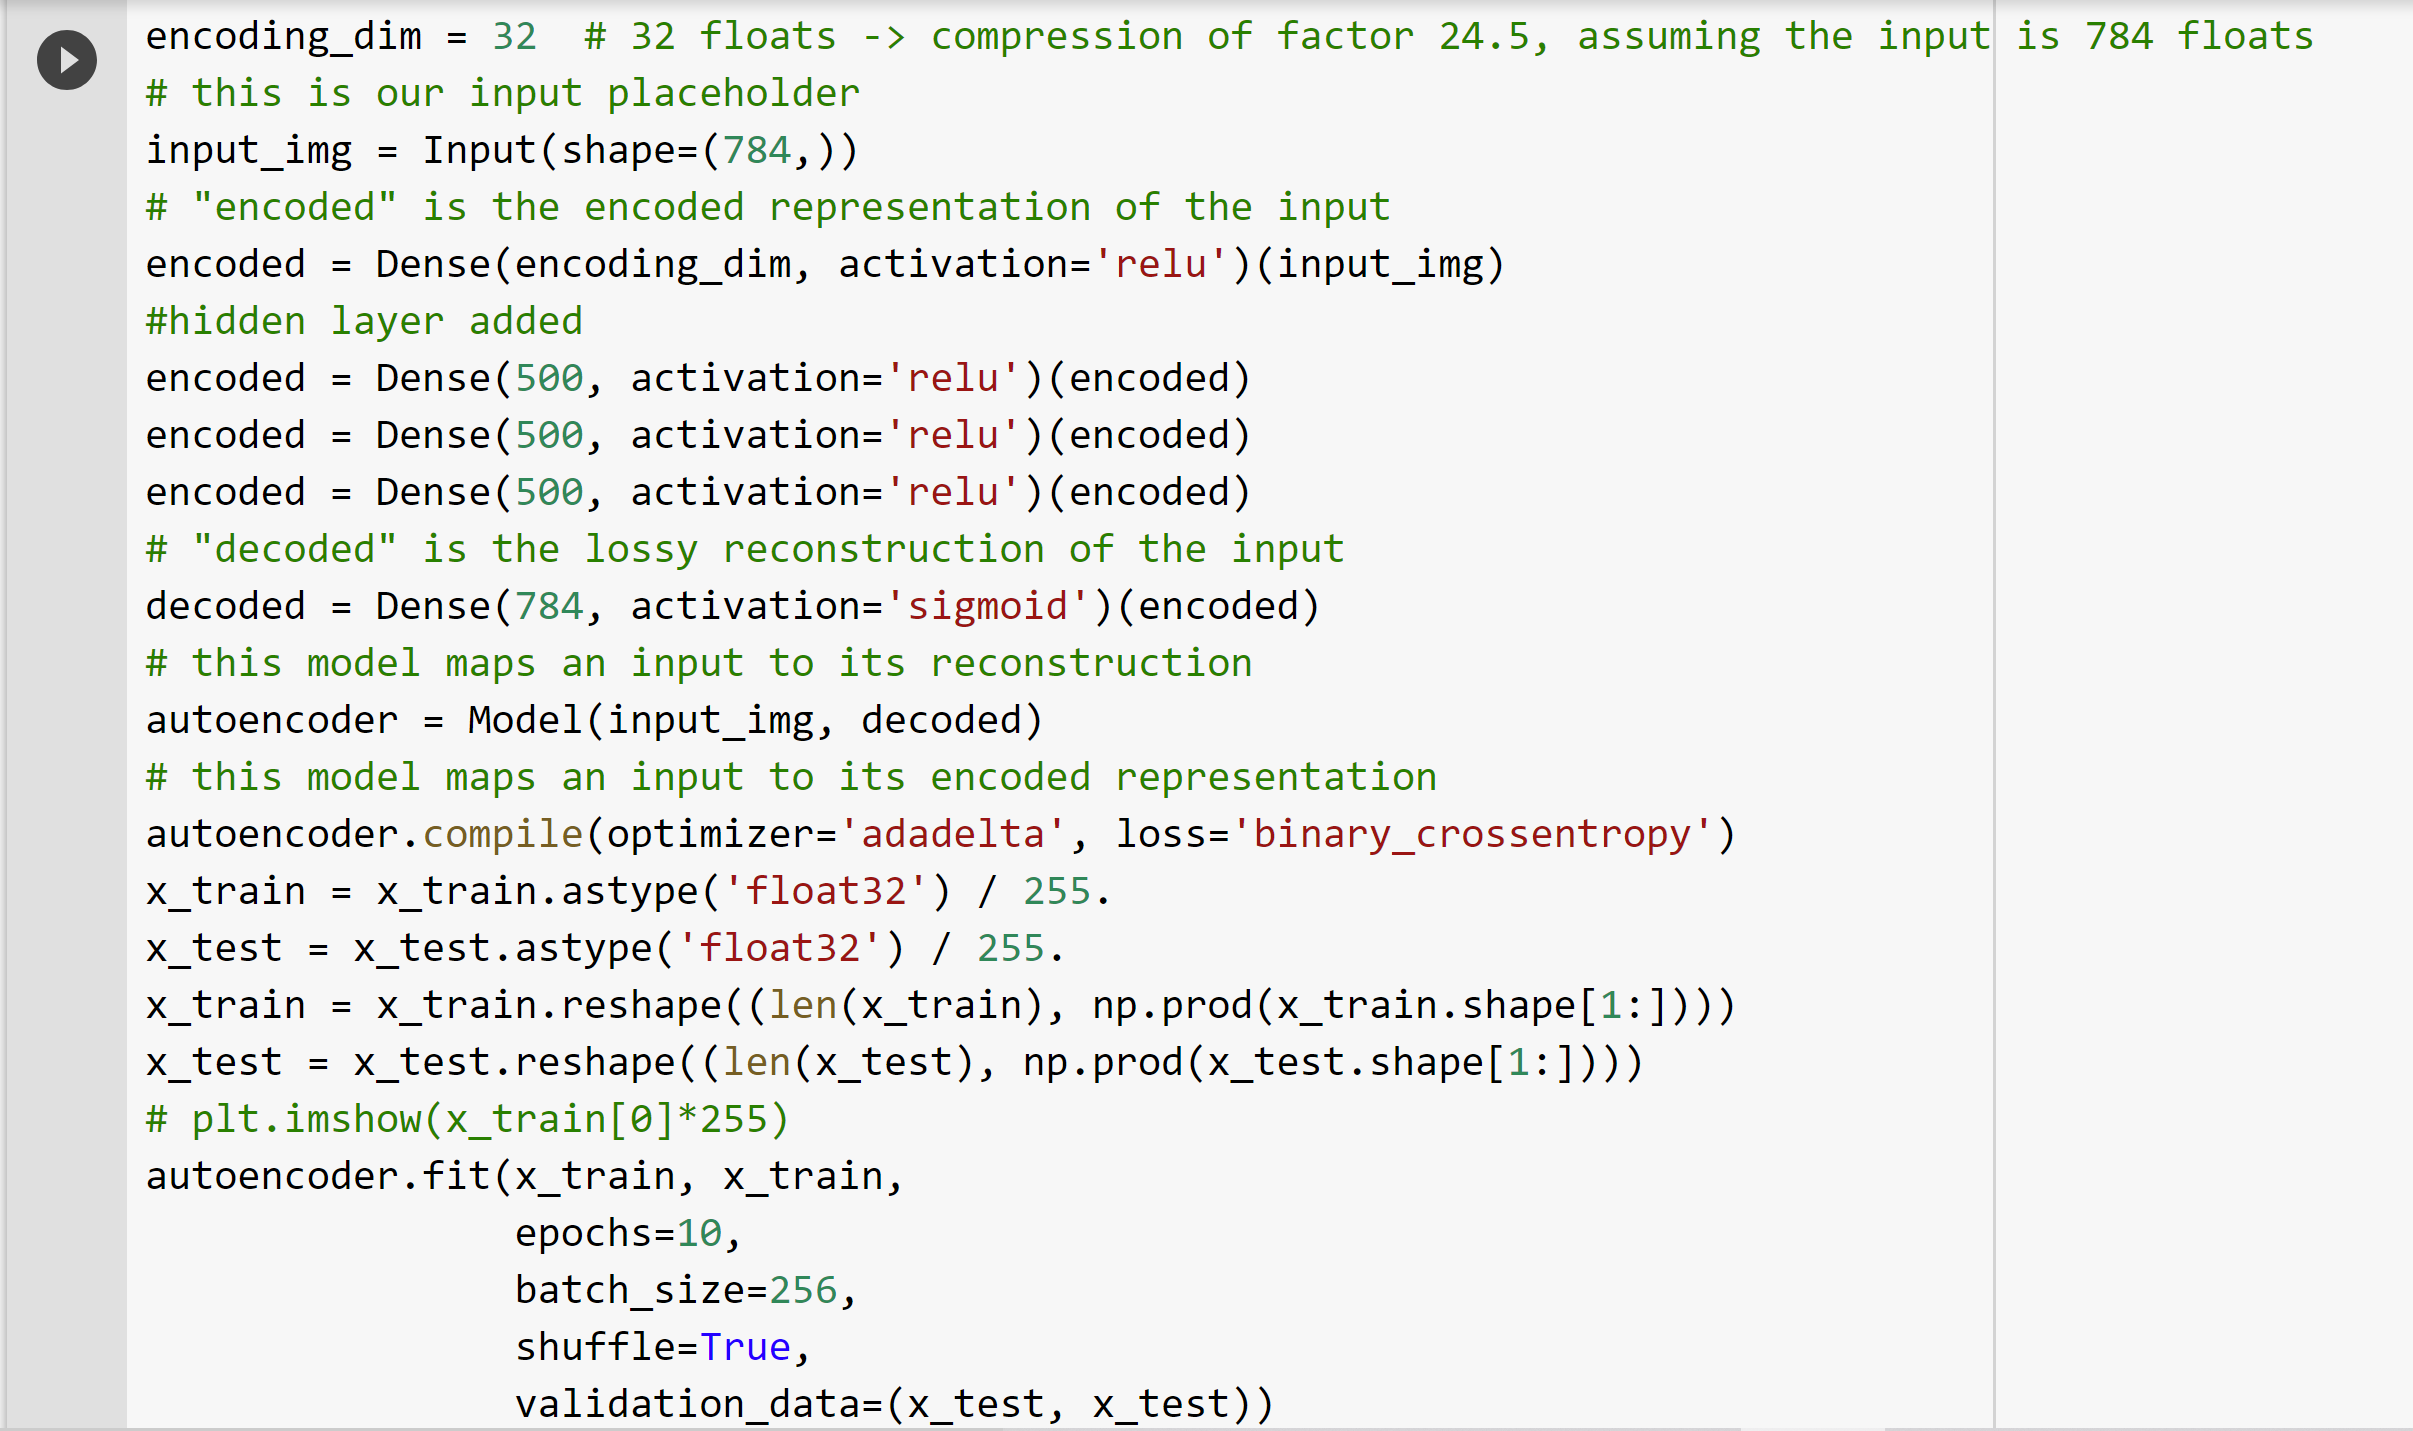 encoding_dim = 32  # 32 floats -> compression of factor 24.5, assuming the input is 784 floats
# this is our input placeholder
input_img = Input(shape=(784,))
# "encoded" is the encoded representation of the input
encoded = Dense(encoding_dim, activation='relu')(input_img)
#hidden layer added
encoded = Dense(500, activation='relu')(encoded)
encoded = Dense(500, activation='relu')(encoded)
encoded = Dense(500, activation='relu')(encoded)
# "decoded" is the lossy reconstruction of the input
decoded = Dense(784, activation='sigmoid')(encoded)
# this model maps an input to its reconstruction
autoencoder = Model(input_img, decoded)
# this model maps an input to its encoded representation
autoencoder.compile(optimizer='adadelta', loss='binary_crossentropy')
x_train = x_train.astype('float32') / 255.
x_test = x_test.astype('float32') / 255.
x_train = x_train.reshape((len(x_train), np.prod(x_train.shape[1:])))
x_test = x_test.reshape((len(x_test), np.prod(x_test.shape[1:])))
# plt.imshow(x_train[0]*255)
autoencoder.fit(x_train, x_train,
                epochs=10,
                batch_size=256,
                shuffle=True,
                validation_data=(x_test, x_test))